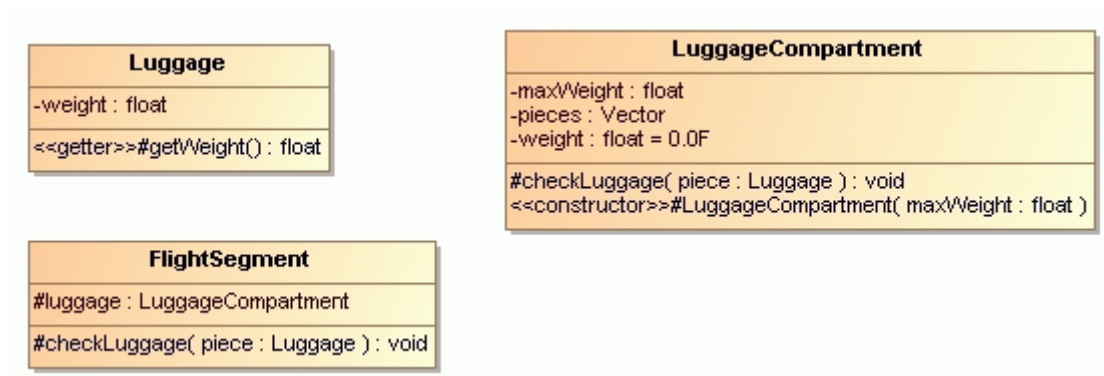 Luggage
-weight : float
<<getter>>#getWeight() : float
LuggageCompartment
-maxWeight : float
-pieces : Vector
-weight : float = 0.0F
#checkLuggage( piece : Luggage ) : void
<<constructor>>#LuggageCompartment( maxWeight : float )
FlightSegment
#luggage : LuggageCompartment
#checkLuggage( piece : Luggage ) : void